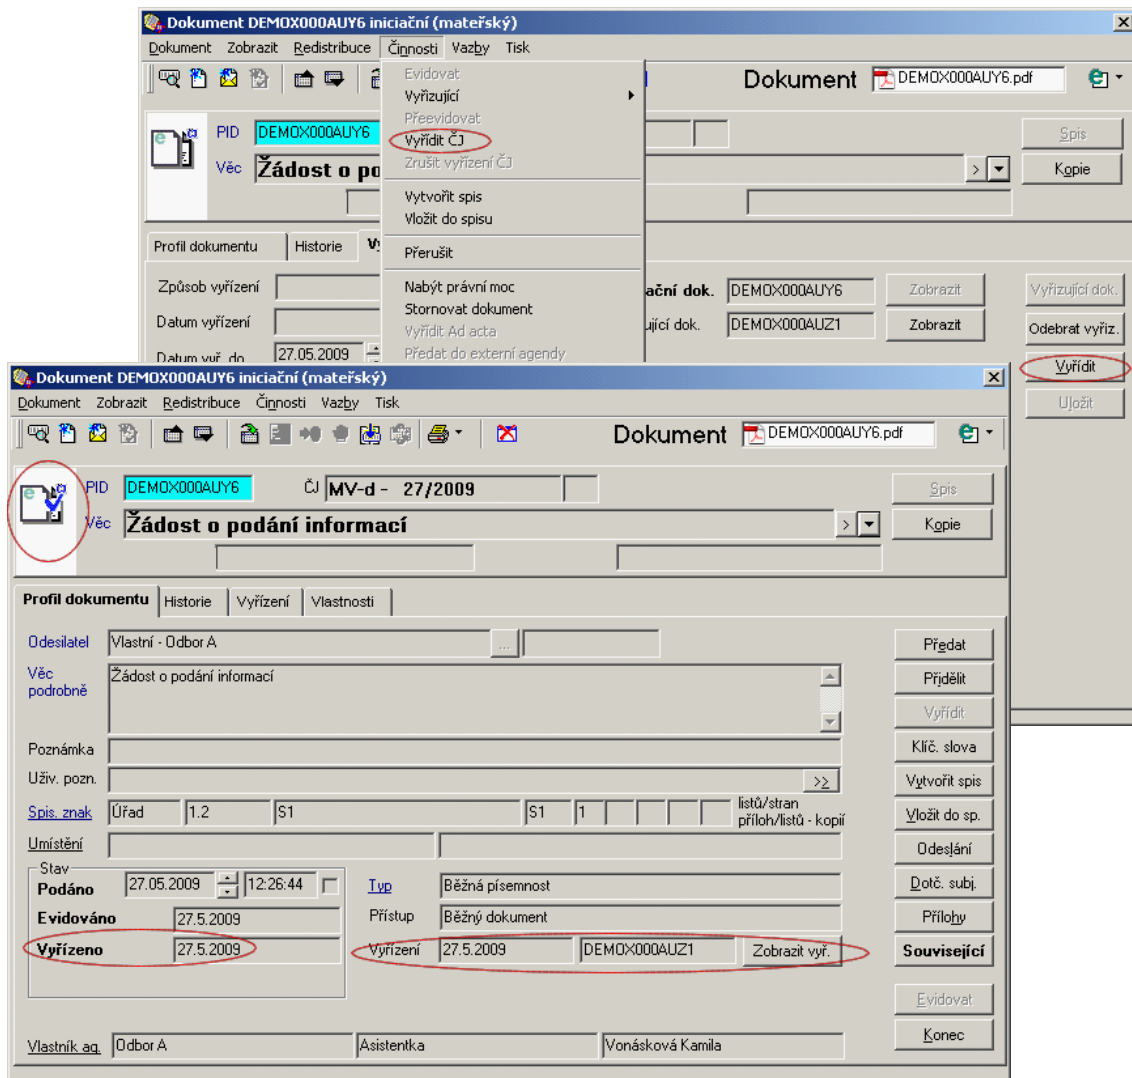 Dokument DEMOX000AUY6 iniciační (mateřský)
Dokument Zobrazit Redistribuce Činnosti Vazby Tisk
Dokument DEMOX000AUY6.pdf
Evidovat
Vyřizující
Přeevidovat
Vyřídit ČJ
Zrušit vyřízení ČJ
Vytvořit spis
Vložit do spisu
Přerušit
Nabýt právní moc
Stornovat dokument
Vyřídit Ad acta
Předat do externí agendy
PID DEMOX000AUY6 Spis
Věc Žádost o po > Kopie
Profil dokumentu Historie Vy
Způsob vyřízení ační dok. DEMOX000AUY6 Zobrazit Vyřizující dok.
Datum vyřízení ující dok. DEMOX000AUZ1 Zobrazit Odebrat vyřiz.
Datum vyř. do 27.05.2009 Vyřídit
Uložit
Dokument DEMOX000AUY6 iniciační (mateřský)
Dokument Zobrazit Redistribuce Činnosti Vazby Tisk
Dokument DEMOX000AUY6.pdf
PID DEMOX000AUY6 ČJ MV-d - 27/2009 Spis
Věc Žádost o podání informací > Kopie
Profil dokumentu Historie Vyřízení Vlastnosti
Odesilatel Vlastní - Odbor A ... Předat
Věc podrobně Žádost o podání informací Přidělit
Vyřídit
Poznámka Klíč. slova
Uživ. pozn. >> Vytvořit spis
Spis. znak Úřad 1.2 S1 S1 1 listů/stran
příloh/listů - kopií Vložit do sp.
Umístění Odeslání
Stav
Podáno 27.05.2009 12:26:44 Typ Běžná písemnost Dotč. subj.
Evidováno 27.5.2009 Přístup Běžný dokument Přílohy
Vyřízeno 27.5.2009 Vyřízení 27.5.2009 DEMOX000AUZ1 Zobrazit vyř. Související
Evidovat
Vlastník ag. Odbor A Asistentka Vonásková Kamila Konec